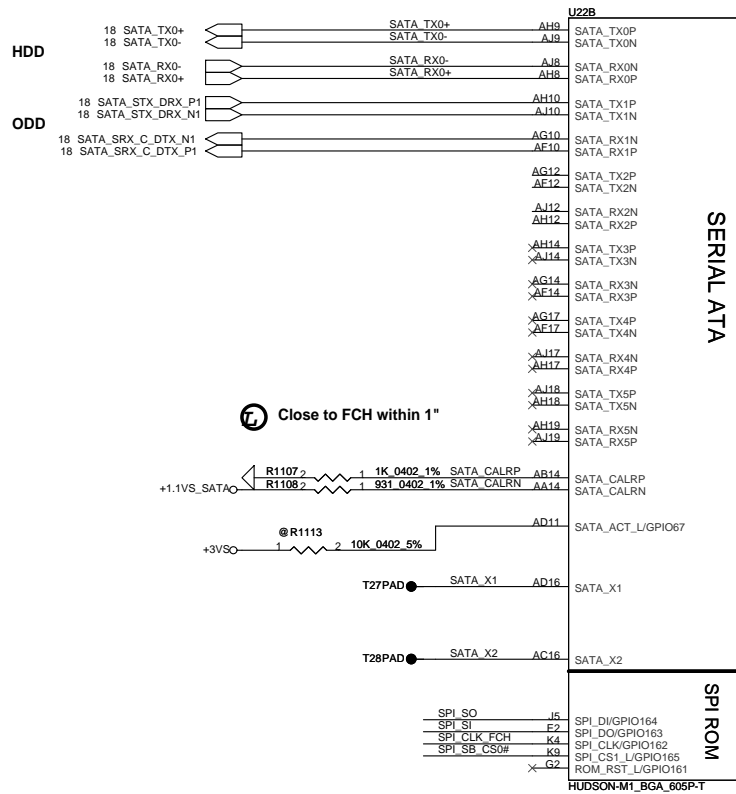 U22B
18 SATA_TX0+ SATA_TX0+ AH9 SATA_TX0P
18 SATA_TX0- SATA_TX0- AJ9 SATA_TX0N
HDD
18 SATA_RX0- SATA_RX0- AJ8 SATA_RX0N
18 SATA_RX0+ SATA_RX0+ AH8 SATA_RX0P
18 SATA_STX_DRX_P1 AH10 SATA_TX1P
18 SATA_STX_DRX_N1 AJ10 SATA_TX1N
ODD
18 SATA_SRX_C_DTX_N1 AG10 SATA_RX1N
18 SATA_SRX_C_DTX_P1 AF10 SATA_RX1P
AG12 SATA_TX2P
AF12 SATA_TX2N
AJ12 SATA_RX2N
AH12 SATA_RX2P
SERIAL ATA
AH14 SATA_TX3P
AJ14 SATA_TX3N
AG14 SATA_RX3N
AF14 SATA_RX3P
AG17 SATA_TX4P
AF17 SATA_TX4N
AJ17 SATA_RX4N
AH17 SATA_RX4P
AJ18 SATA_TX5P
AH18 SATA_TX5N
L Close to FCH within 1"
AH19 SATA_RX5N
AJ19 SATA_RX5P
R1107 2 1 1K_0402_1% SATA_CALRP AB14 SATA_CALRP
+1.1VS_SATA R1108 2 1 931_0402_1% SATA_CALRN AA14 SATA_CALRN
AD11 SATA_ACT_L/GPIO67
@R1113
+3VS 1 2 10K_0402_5%
T27PAD SATA_X1 AD16 SATA_X1
T28PAD SATA_X2 AC16 SATA_X2
SPI ROM
SPI_SO J5 SPI_DI/GPIO164
SPI_SI E2 SPI_DO/GPIO163
SPI_CLK_FCH K4 SPI_CLK/GPIO162
SPI_SB_CS0# K9 SPI_CS1_L/GPIO165
G2 ROM_RST_L/GPIO161
HUDSON-M1_BGA_605P-T